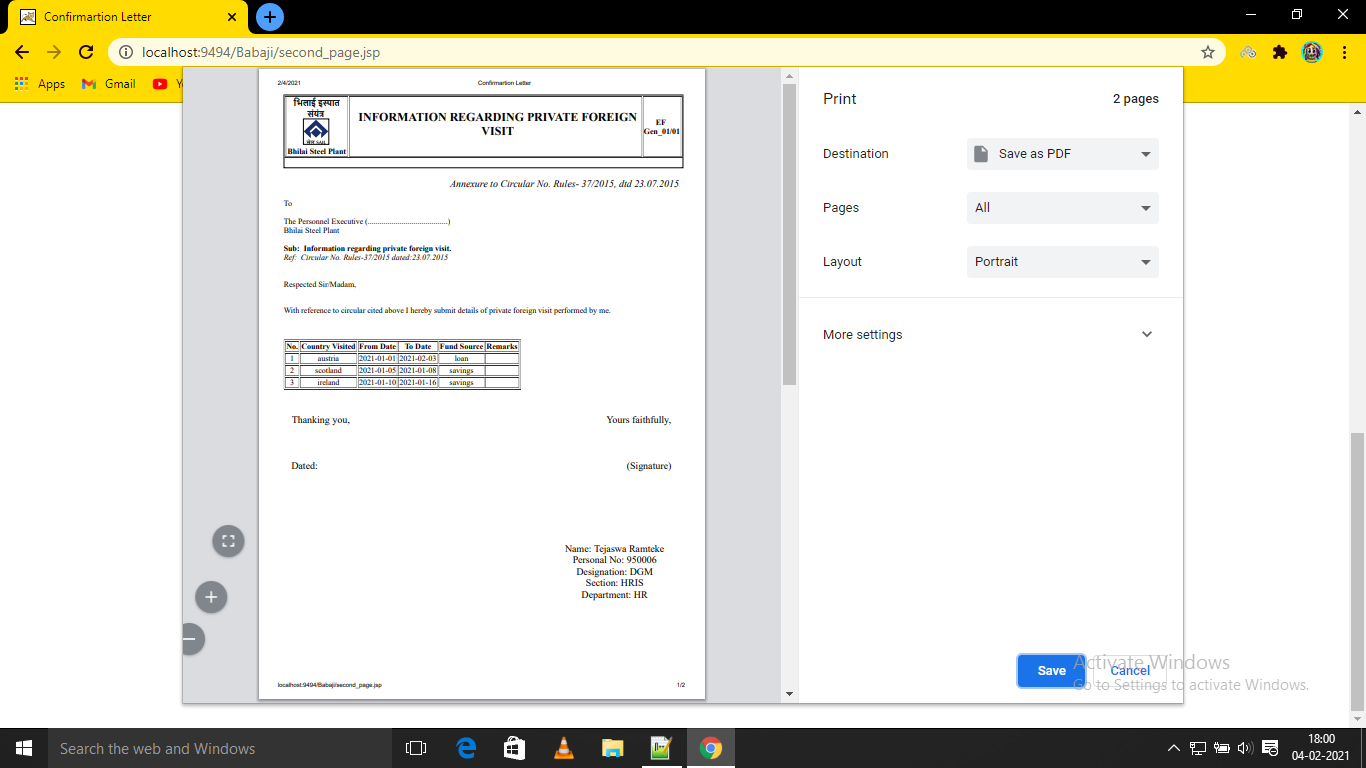 Confirmartion Letter
localhost:9494/Babaji/second_page.jsp
Apps Gmail
2/4/2021 Confirmartion Letter
भिलाई इस्पात
संयंत्र
सेल SAIL
Bhilai Steel Plant
INFORMATION REGARDING PRIVATE FOREIGN
VISIT
EF
Gen_01/01
Annexure to Circular No. Rules- 37/2015, dtd 23.07.2015
To
The Personnel Executive (........................................)
Bhilai Steel Plant
Sub: Information regarding private foreign visit.
Ref: Circular No. Rules-37/2015 dated:23.07.2015
Respected Sir/Madam,
With reference to circular cited above I hereby submit details of private foreign visit performed by me.
No. Country Visited From Date To Date Fund Source Remarks
1 austria 2021-01-01 2021-02-03 loan
2 scotland 2021-01-05 2021-01-08 savings
3 ireland 2021-01-10 2021-01-16 savings
Thanking you, Yours faithfully,
Dated: (Signature)
Name: Tejaswa Ramteke
Personal No: 950006
Designation: DGM
Section: HRIS
Department: HR
localhost:9494/Babaji/second_page.jsp 1/2
Print 2 pages
Destination Save as PDF
Pages All
Layout Portrait
More settings
Save Cancel
Activate Windows
Go to Settings to activate Windows.
Search the web and Windows
18:00
04-02-2021